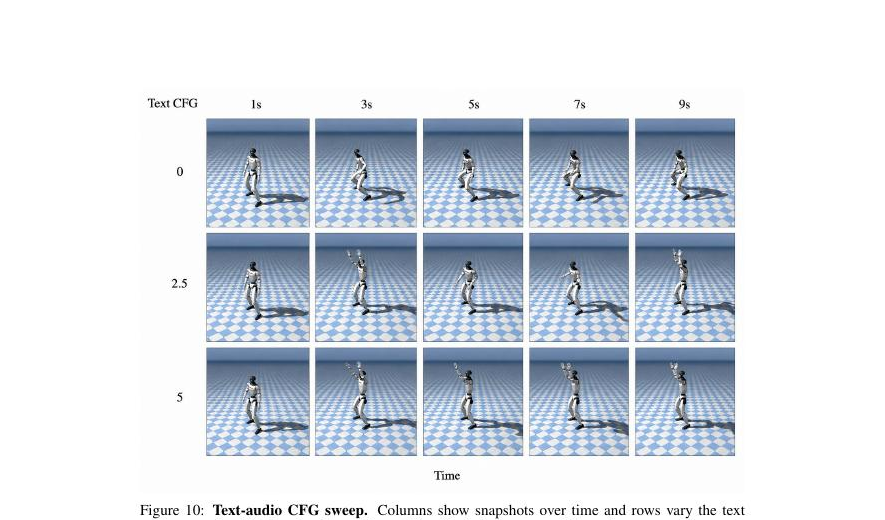 Text CFG 1s 3s 5s 7s 9s
0
2.5
5
Time
Figure 10: Text-audio CFG sweep. Columns show snapshots over time and rows vary the text